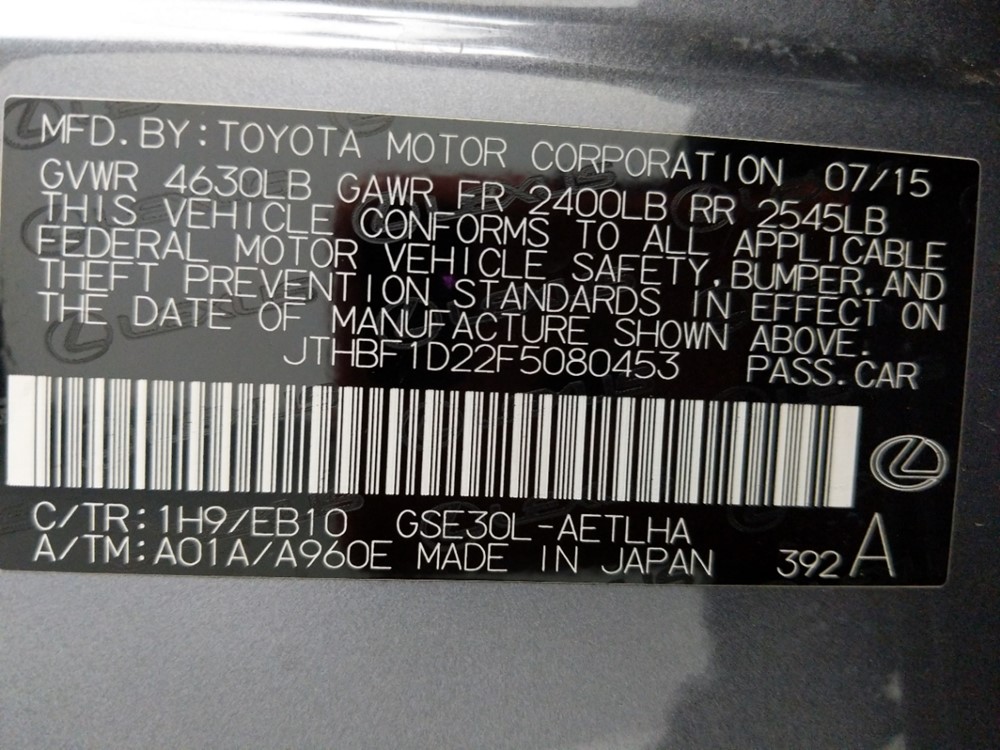 MFD. BY: TOYOTA MOTOR CORPORATION 07/15
GVWR 4630LB GAWR FR 2400LB RR 2545LB
THIS VEHICLE CONFORMS TO ALL APPLICABLE
FEDERAL MOTOR VEHICLE SAFETY, BUMPER, AND
THEFT PREVENTION STANDARDS IN EFFECT ON
THE DATE OF MANUFACTURE SHOWN ABOVE.
JTHBF1D22F5080453 PASS. CAR
C/TR: 1H9/EB10 GSE30L-AETLHA
A/TM: A01A/A960E MADE IN JAPAN 392 A